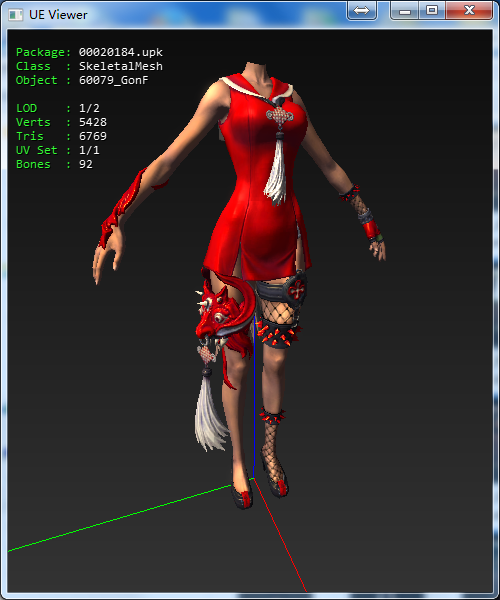 UE Viewer
Package: 00020184.upk
Class : SkeletalMesh
Object : 60079_GonF
LOD : 1/2
Verts : 5428
Tris : 6769
UV Set : 1/1
Bones : 92